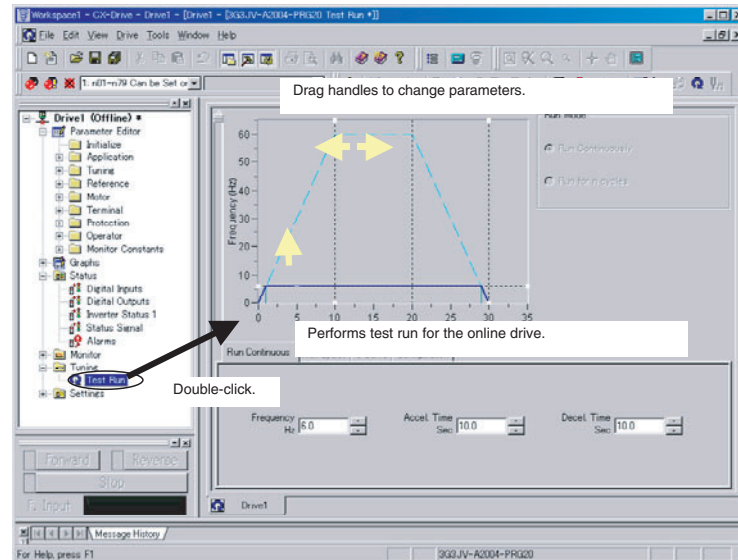 Workspace1 - CX-Drive - Drive1 - [Drive1 - [3G3JV-A2004-PRG20 Test Run *]]
File Edit View Drive Tools Window Help
1: n01-n79 Can be Set or
Drag handles to change parameters.
Drive1 (Offline) *
Parameter Editor
Initialize
Application
Tuning
Reference
Motor
Terminal
Protection
Operator
Monitor Constants
Graphs
Status
Digital Inputs
Digital Outputs
Inverter Status 1
Status Signal
Alarms
Monitor
Tuning
Test Run
Settings
Double-click.
Forward Reverse
Stop
F. Input
Run Mode
Run Continuously
Run for n cycles
Frequency (Hz)
60
50
40
30
20
10
0
0 5 10 15 20 25 30 35
Performs test run for the online drive.
Run Continuous
Frequency Hz 6.0
Accel. Time Sec 10.0
Decel. Time Sec 10.0
Drive1
Message History
For Help, press F1
3G3JV-A2004-PRG20